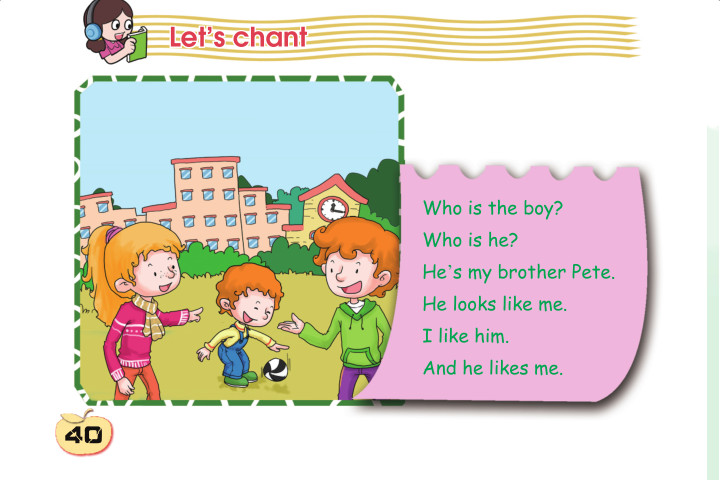 Let's chant
Who is the boy?
Who is he?
He's my brother Pete.
He looks like me.
I like him.
And he likes me.
40